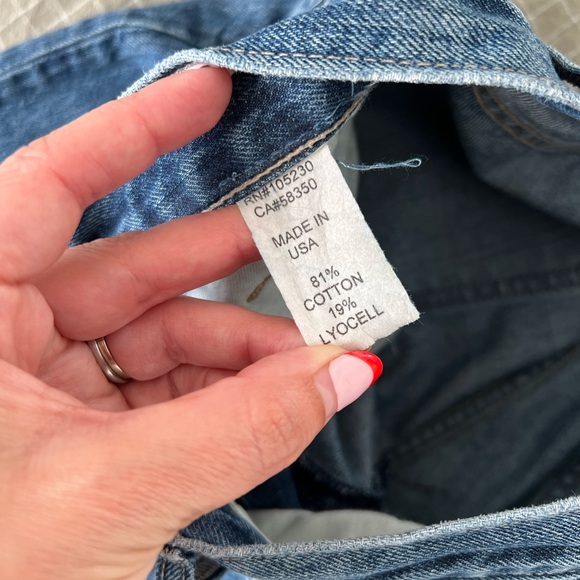 RN#105230
CA#58350
MADE IN
USA
81%
COTTON
19%
LYOCELL